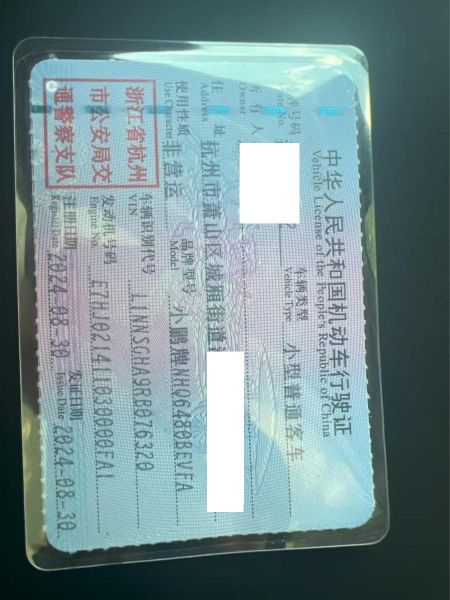 中华人民共和国机动车行驶证
Vehicle License of the People's Republic of China
号牌号码
Plate No.
车辆类型 小型普通客车
Vehicle Type
所有人
Owner
住址 杭州市萧山区城厢街道
Address
使用性质 非营运
Use Character
品牌型号 小鹏牌NHQ6480BEVFA
Model
浙江省杭州
市公安局交
通警察支队
车辆识别代号
VIN
发动机号码
Engine No.
注册日期 2024-08-30
Register Date
发证日期 2024-08-30
Issue Date